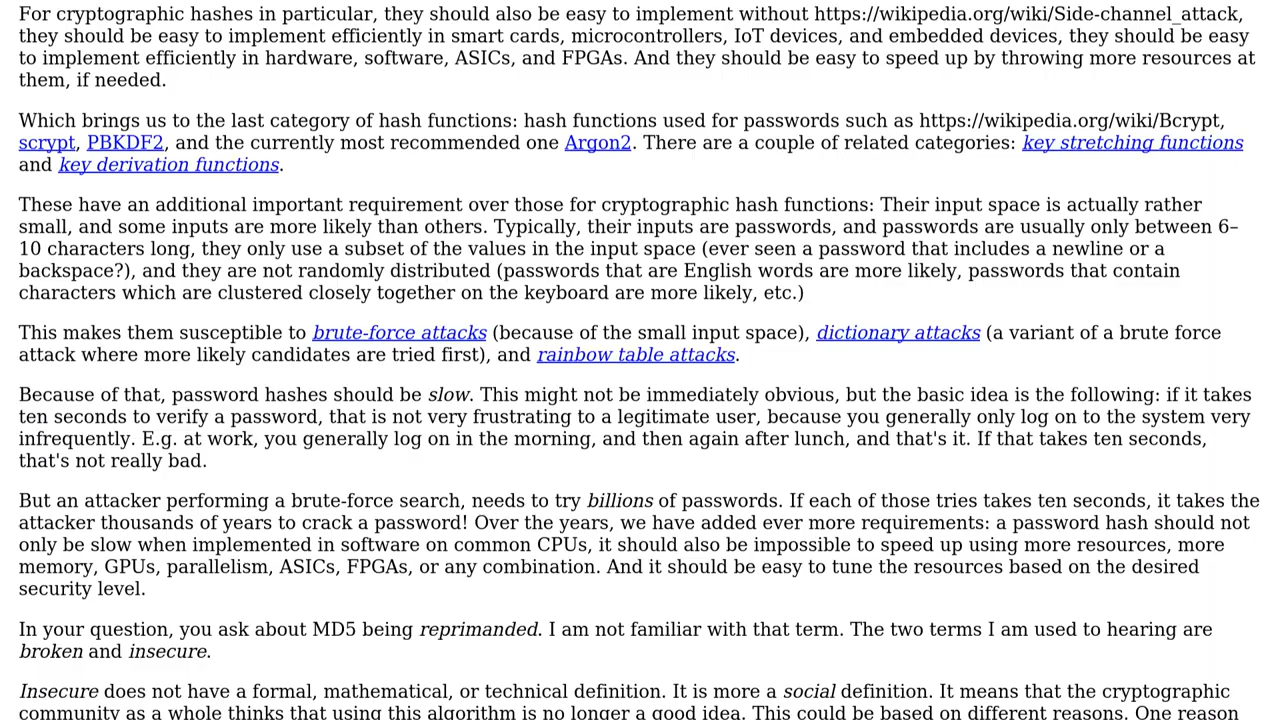 For cryptographic hashes in particular, they should also be easy to implement without https://wikipedia.org/wiki/Side-channel_attack,
they should be easy to implement efficiently in smart cards, microcontrollers, IoT devices, and embedded devices, they should be easy
to implement efficiently in hardware, software, ASICs, and FPGAs. And they should be easy to speed up by throwing more resources at
them, if needed.
Which brings us to the last category of hash functions: hash functions used for passwords such as https://wikipedia.org/wiki/Bcrypt,
scrypt, PBKDF2, and the currently most recommended one Argon2. There are a couple of related categories: key stretching functions
and key derivation functions.
These have an additional important requirement over those for cryptographic hash functions: Their input space is actually rather
small, and some inputs are more likely than others. Typically, their inputs are passwords, and passwords are usually only between 6–
10 characters long, they only use a subset of the values in the input space (ever seen a password that includes a newline or a
backspace?), and they are not randomly distributed (passwords that are English words are more likely, passwords that contain
characters which are clustered closely together on the keyboard are more likely, etc.)
This makes them susceptible to brute-force attacks (because of the small input space), dictionary attacks (a variant of a brute force
attack where more likely candidates are tried first), and rainbow table attacks.
Because of that, password hashes should be slow. This might not be immediately obvious, but the basic idea is the following: if it takes
ten seconds to verify a password, that is not very frustrating to a legitimate user, because you generally only log on to the system very
infrequently. E.g. at work, you generally log on in the morning, and then again after lunch, and that's it. If that takes ten seconds,
that's not really bad.
But an attacker performing a brute-force search, needs to try billions of passwords. If each of those tries takes ten seconds, it takes the
attacker thousands of years to crack a password! Over the years, we have added ever more requirements: a password hash should not
only be slow when implemented in software on common CPUs, it should also be impossible to speed up using more resources, more
memory, GPUs, parallelism, ASICs, FPGAs, or any combination. And it should be easy to tune the resources based on the desired
security level.
In your question, you ask about MD5 being reprimanded. I am not familiar with that term. The two terms I am used to hearing are
broken and insecure.
Insecure does not have a formal, mathematical, or technical definition. It is more a social definition. It means that the cryptographic
community as a whole thinks that using this algorithm is no longer a good idea. This could be based on different reasons. One reason